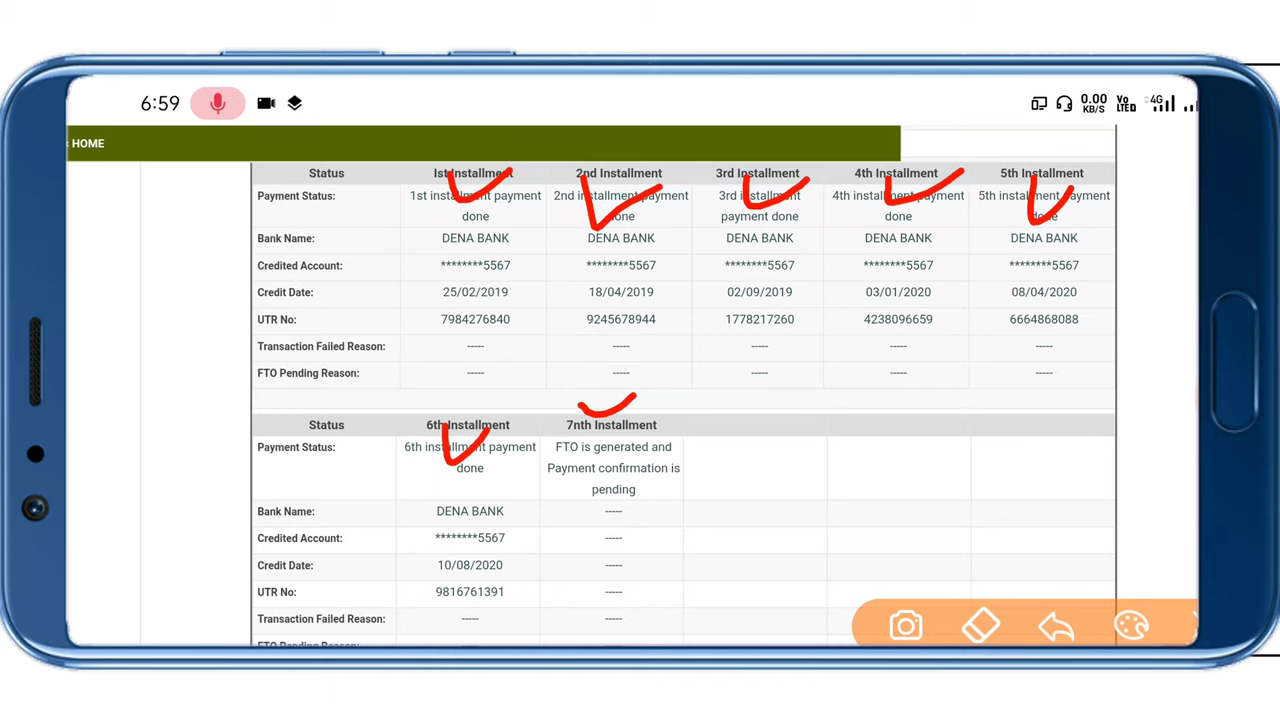 6:59 0.00 KB/S Vo LTED 4G
‹ HOME
Status Ist Installment 2nd Installment 3rd Installment 4th Installment 5th Installment
Payment Status: 1st installment payment done 2nd installment payment done 3rd installment payment done 4th installment payment done 5th installment payment done
Bank Name: DENA BANK DENA BANK DENA BANK DENA BANK DENA BANK
Credited Account: ********5567 ********5567 ********5567 ********5567 ********5567
Credit Date: 25/02/2019 18/04/2019 02/09/2019 03/01/2020 08/04/2020
UTR No: 7984276840 9245678944 1778217260 4238096659 6664868088
Transaction Failed Reason: ----- ----- ----- ----- -----
FTO Pending Reason: ----- ----- ----- ----- -----
Status 6th Installment 7nth Installment
Payment Status: 6th installment payment done FTO is generated and Payment confirmation is pending
Bank Name: DENA BANK -----
Credited Account: ********5567 -----
Credit Date: 10/08/2020 -----
UTR No: 9816761391 -----
Transaction Failed Reason: ----- -----
FTO Pending Reason: